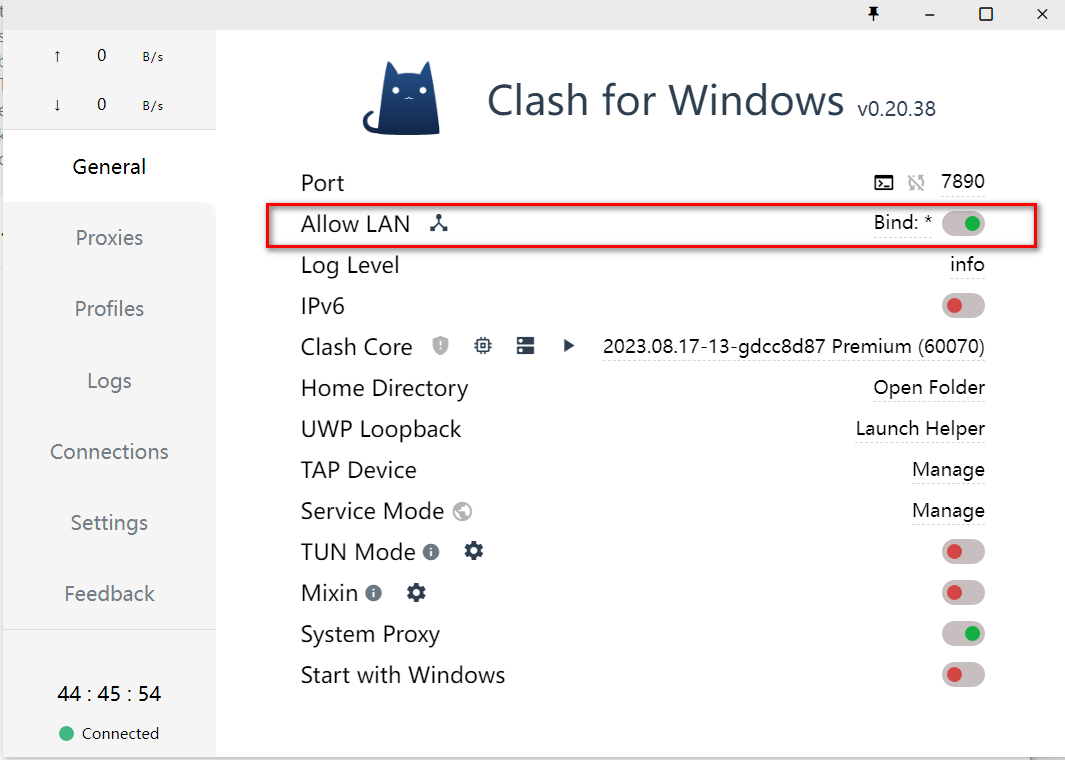 ↑ 0 B/s
↓ 0 B/s
General
Proxies
Profiles
Logs
Connections
Settings
Feedback
44 : 45 : 54
Connected
Clash for Windows v0.20.38
Port 7890
Allow LAN Bind: *
Log Level info
IPv6
Clash Core 2023.08.17-13-gdcc8d87 Premium (60070)
Home Directory Open Folder
UWP Loopback Launch Helper
TAP Device Manage
Service Mode Manage
TUN Mode
Mixin
System Proxy
Start with Windows